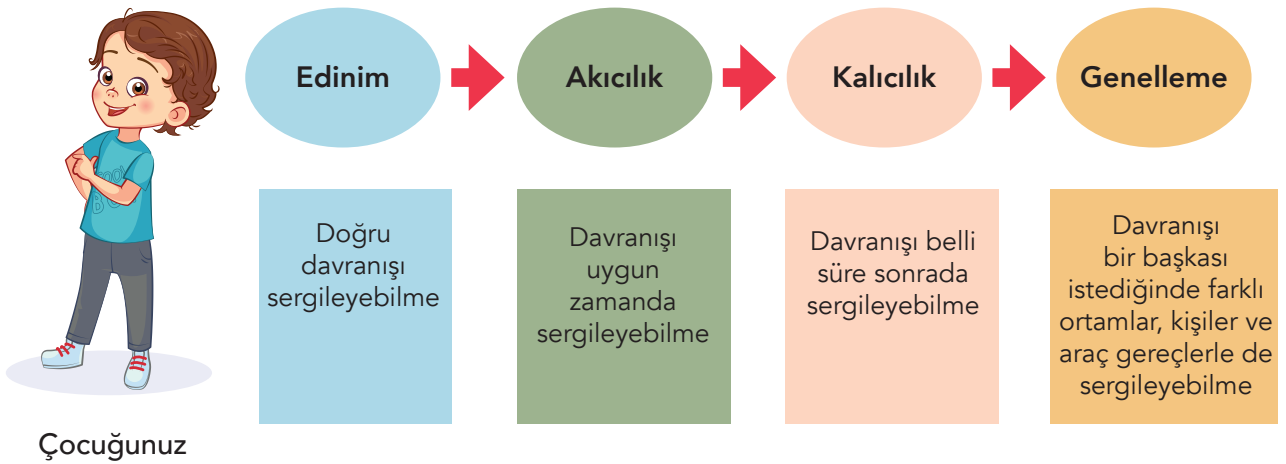 Edinim
Akıcılık
Kalıcılık
Genelleme
Doğru
davranışı
sergileyebilme
Davranışı
uygun
zamanda
sergileyebilme
Davranışı belli
süre sonrada
sergileyebilme
Davranışı
bir başkası
istediğinde farklı
ortamlar, kişiler ve
araç gereçlerle de
sergileyebilme
Çocuğunuz